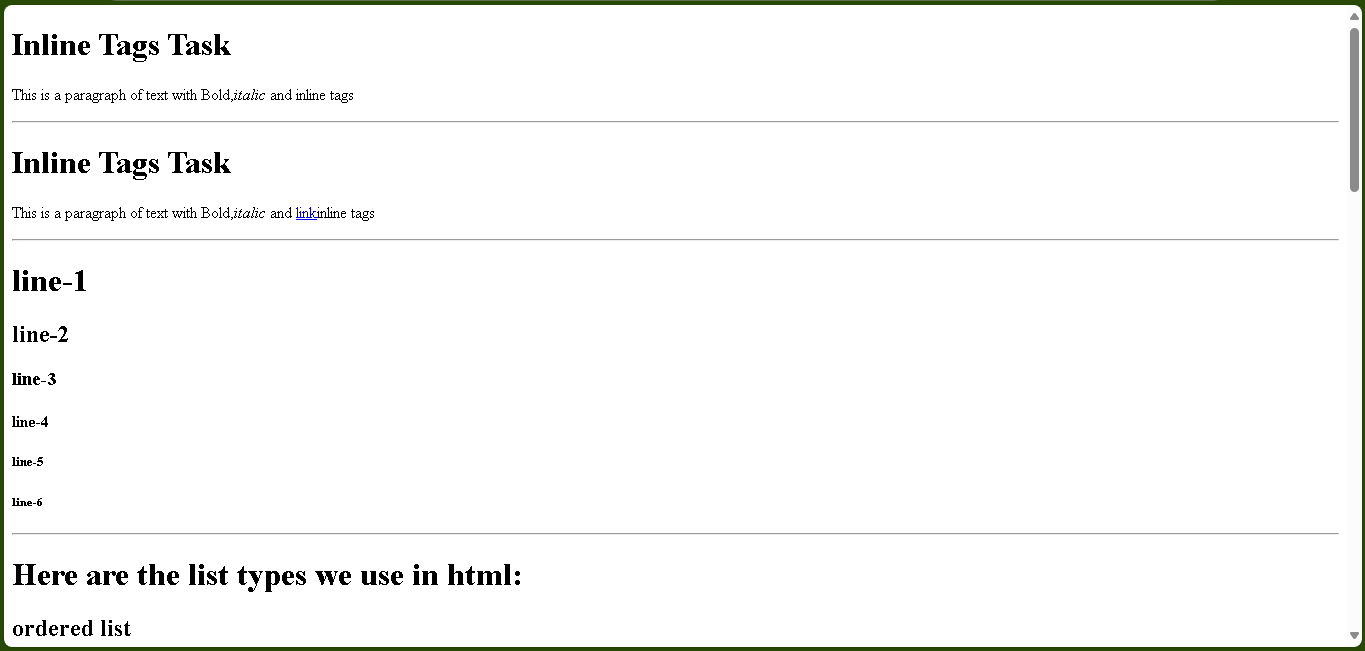 Inline Tags Task
This is a paragraph of text with Bold,italic and inline tags
Inline Tags Task
This is a paragraph of text with Bold,italic and linkinline tags
line-1
line-2
line-3
line-4
line-5
line-6
Here are the list types we use in html:
ordered list